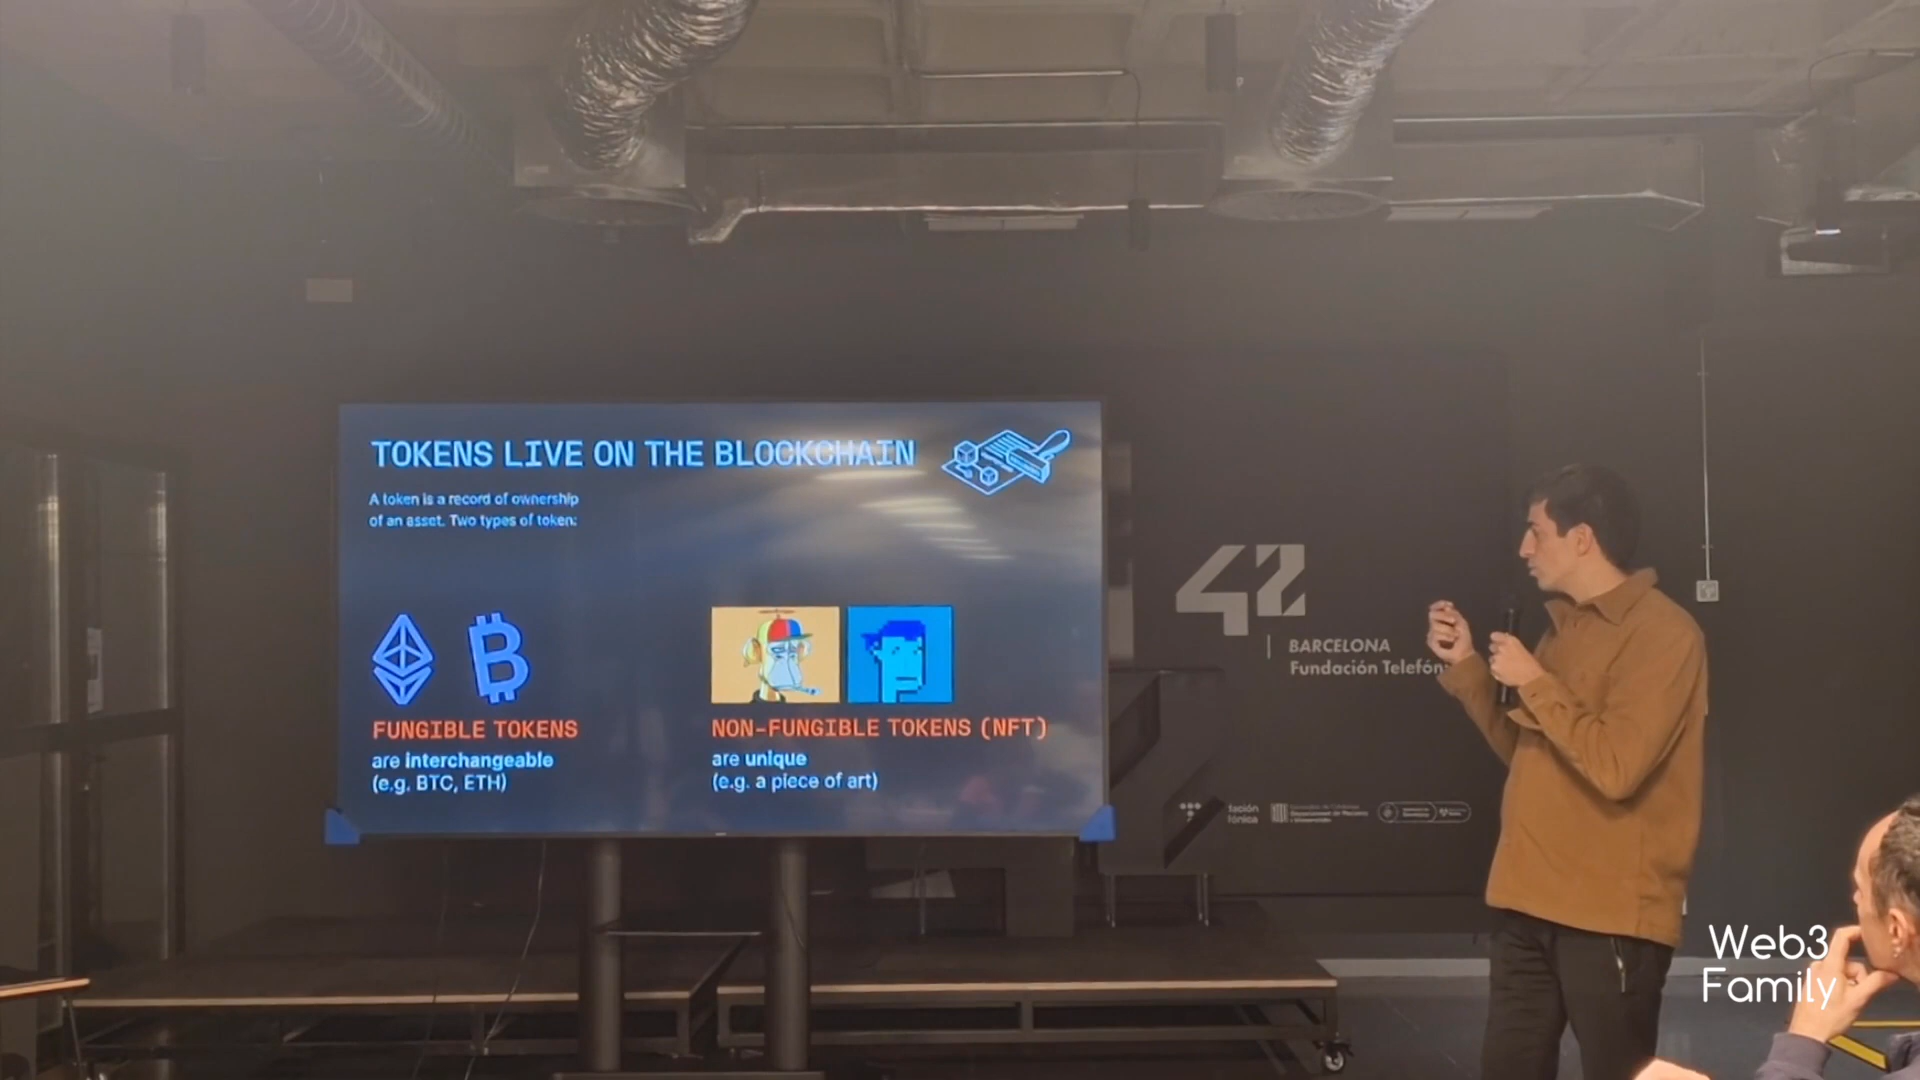 TOKENS LIVE ON THE BLOCKCHAIN
A token is a record of ownership
of an asset. Two types of token:
FUNGIBLE TOKENS
are interchangeable
(e.g. BTC, ETH)
NON-FUNGIBLE TOKENS (NFT)
are unique
(e.g. a piece of art)
42
BARCELONA
Fundación
Web3
Family